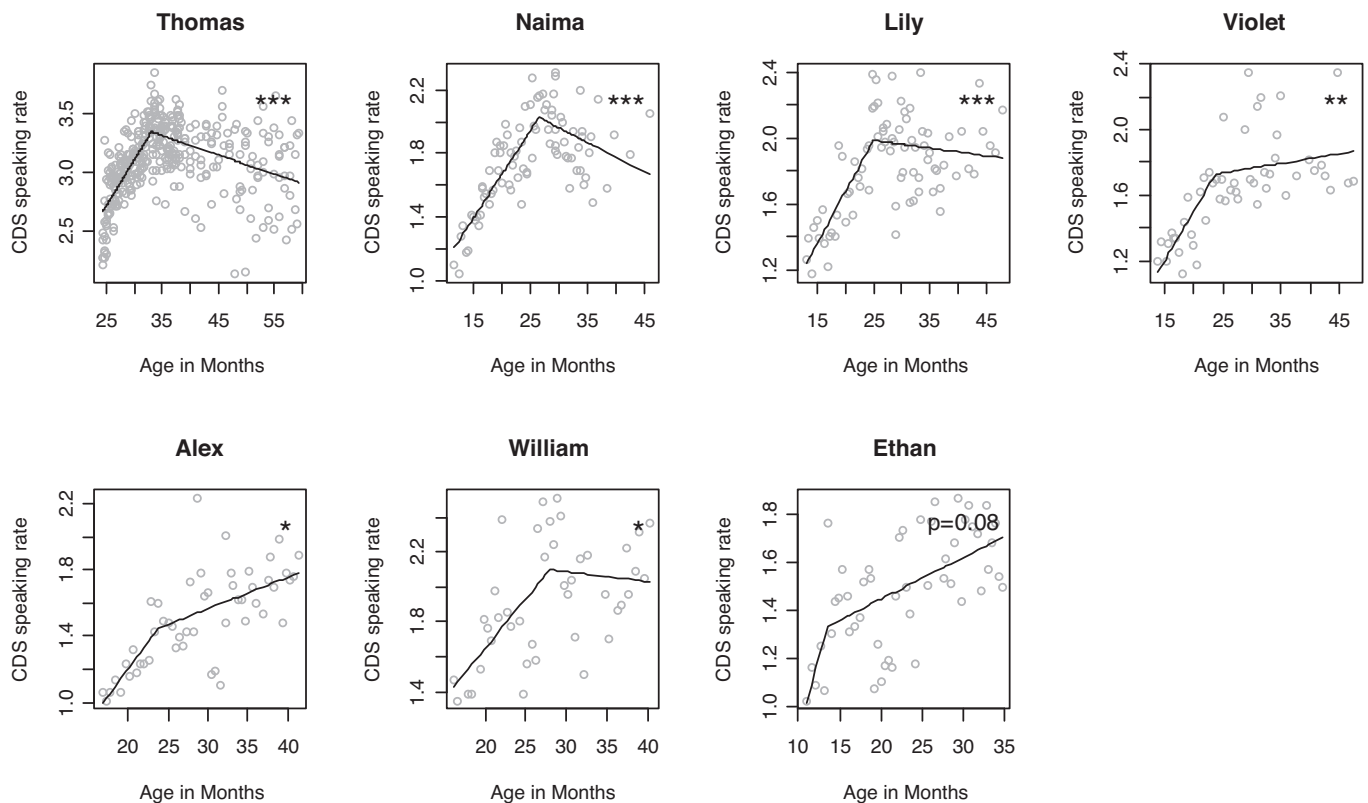 Thomas
Naima
Lily
Violet
CDS speaking rate
2.5 3.0 3.5
***
25 35 45 55
Age in Months
CDS speaking rate
1.0 1.4 1.8 2.2
***
15 25 35 45
Age in Months
CDS speaking rate
1.2 1.6 2.0 2.4
***
15 25 35 45
Age in Months
CDS speaking rate
1.2 1.6 2.0 2.4
**
15 25 35 45
Age in Months
Alex
William
Ethan
CDS speaking rate
1.0 1.4 1.8 2.2
*
20 25 30 35 40
Age in Months
CDS speaking rate
1.4 1.8 2.2
*
20 25 30 35 40
Age in Months
CDS speaking rate
1.0 1.2 1.4 1.6 1.8
p=0.08
10 15 20 25 30 35
Age in Months